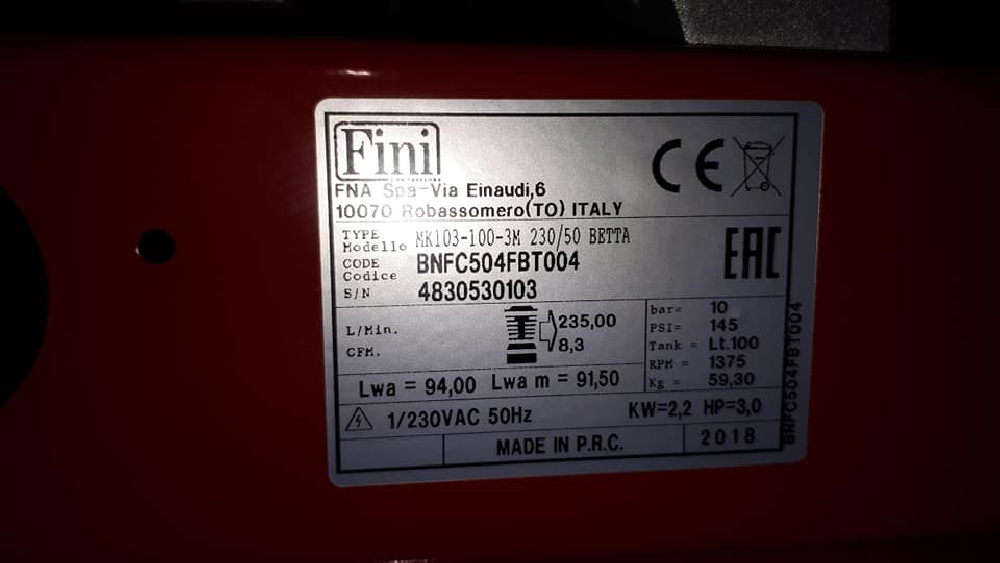 Fini
CE
FNA Spa-Via Einaudi,6
10070 Robassomero(TO) ITALY
TYPE
Modello MK103-100-3M 230/50 BETTA
CODE
Codice BNFC504FBT004
S/N 4830530103
EAC
L/Min. 235,00
CFM. 8,3
bar= 10
PSI= 145
Tank = Lt.100
RPM = 1375
Kg = 59,30
Lwa = 94,00 Lwa m = 91,50
1/230VAC 50Hz KW=2,2 HP=3,0
MADE IN P.R.C. 2018
BNFC504FBT004